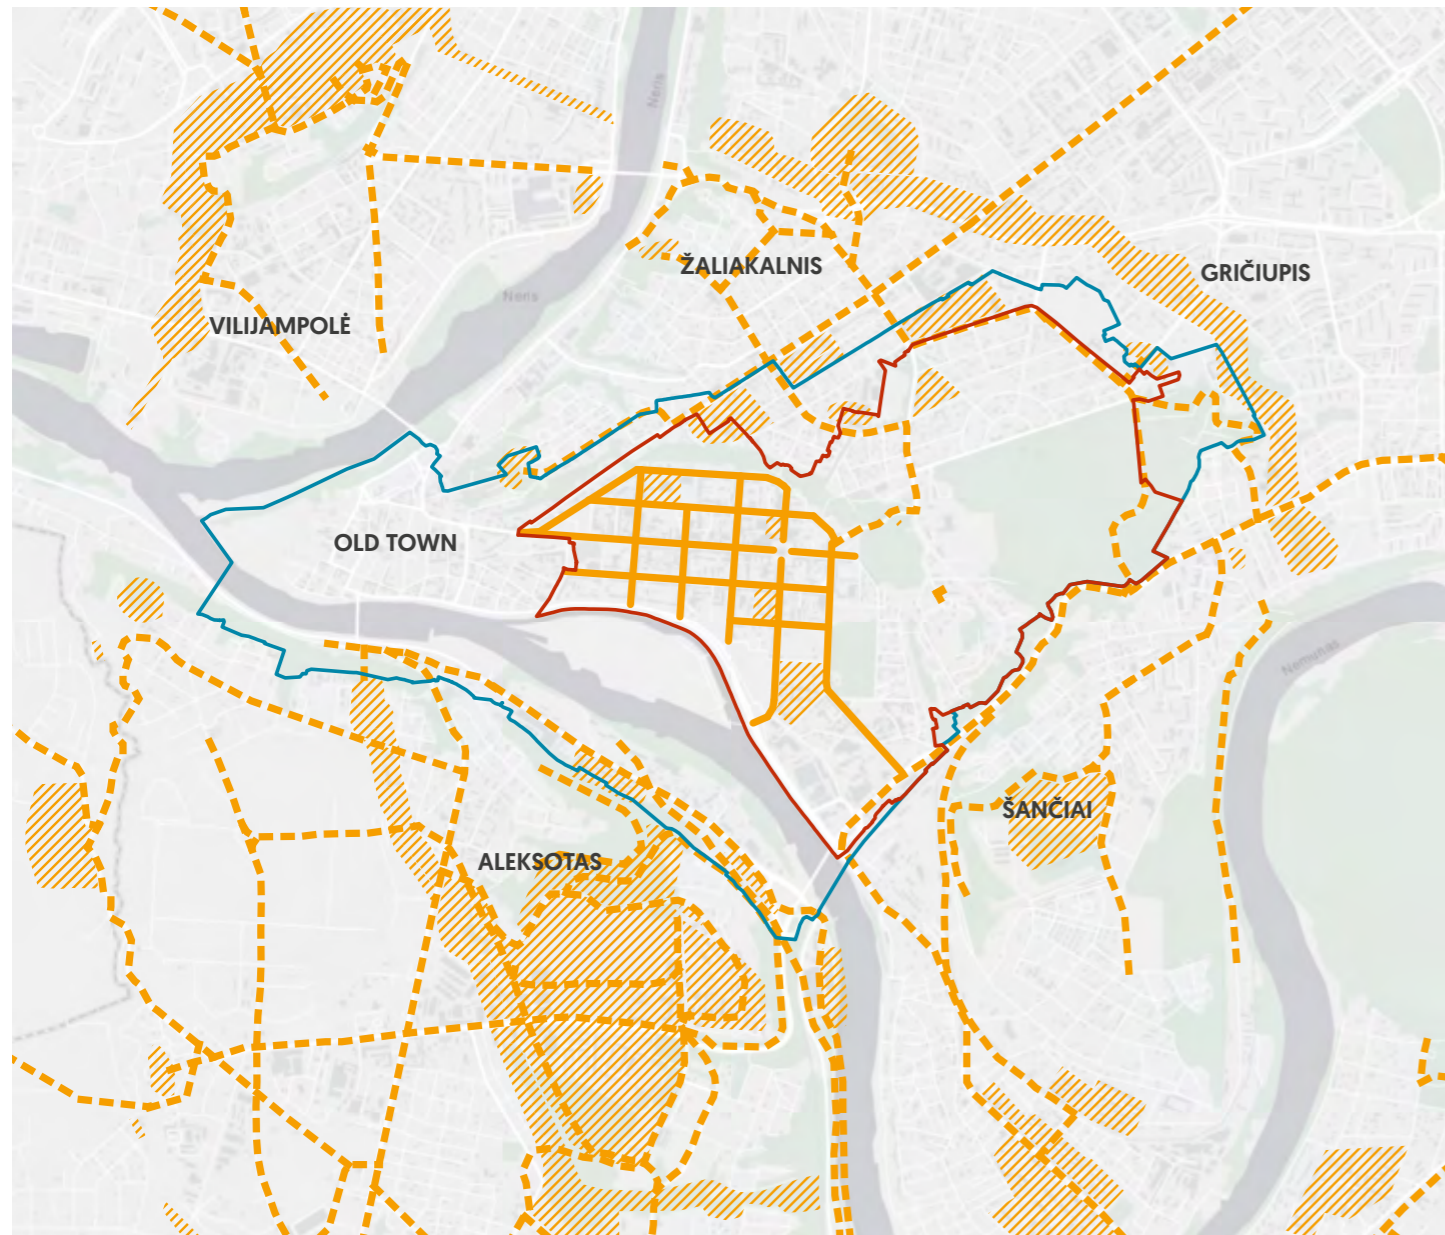 Neris
ŽALIAKALNIS
GRIČIUPIS
Neris
VILIJAMPOLĖ
OLD TOWN
Nemunas
ŠANČIAI
ALEKSOTAS